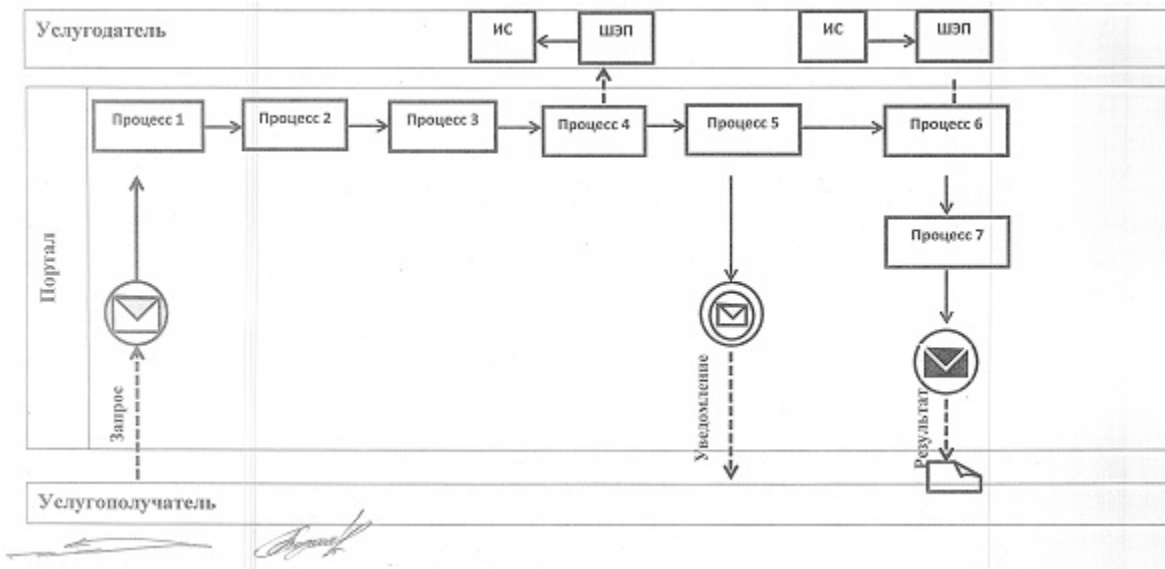 Услугодатель
ИС
ШЭП
ИС
ШЭП
Портал
Процесс 1
Процесс 2
Процесс 3
Процесс 4
Процесс 5
Процесс 6
Процесс 7
Запрос
Уведомление
Результат
Услугополучатель